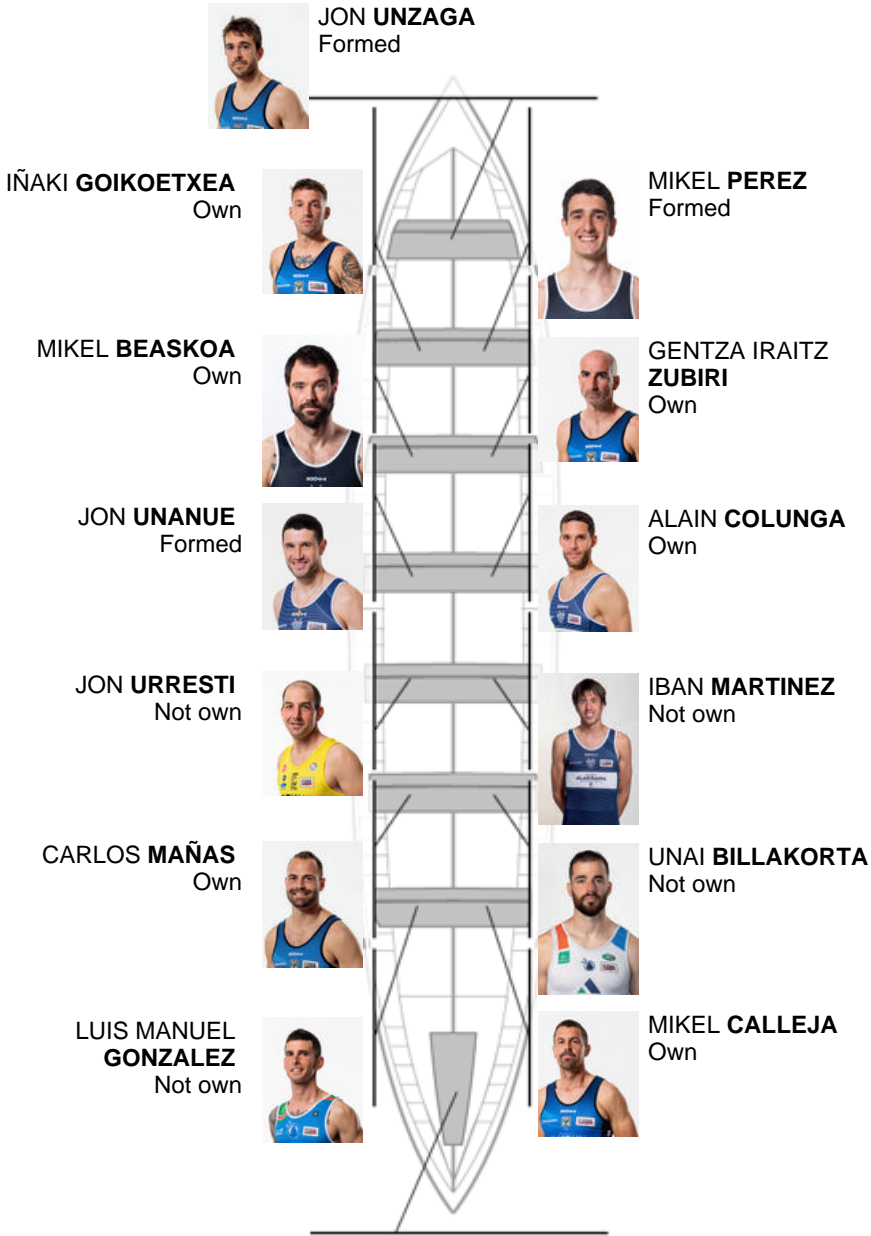 JON UNZAGA
Formed
IÑAKI GOIKOETXEA
Own
MIKEL PEREZ
Formed
MIKEL BEASKOA
Own
GENTZA IRAITZ
ZUBIRI
Own
JON UNANUE
Formed
ALAIN COLUNGA
Own
JON URRESTI
Not own
IBAN MARTINEZ
Not own
CARLOS MAÑAS
Own
UNAI BILLAKORTA
Not own
LUIS MANUEL
GONZALEZ
Not own
MIKEL CALLEJA
Own